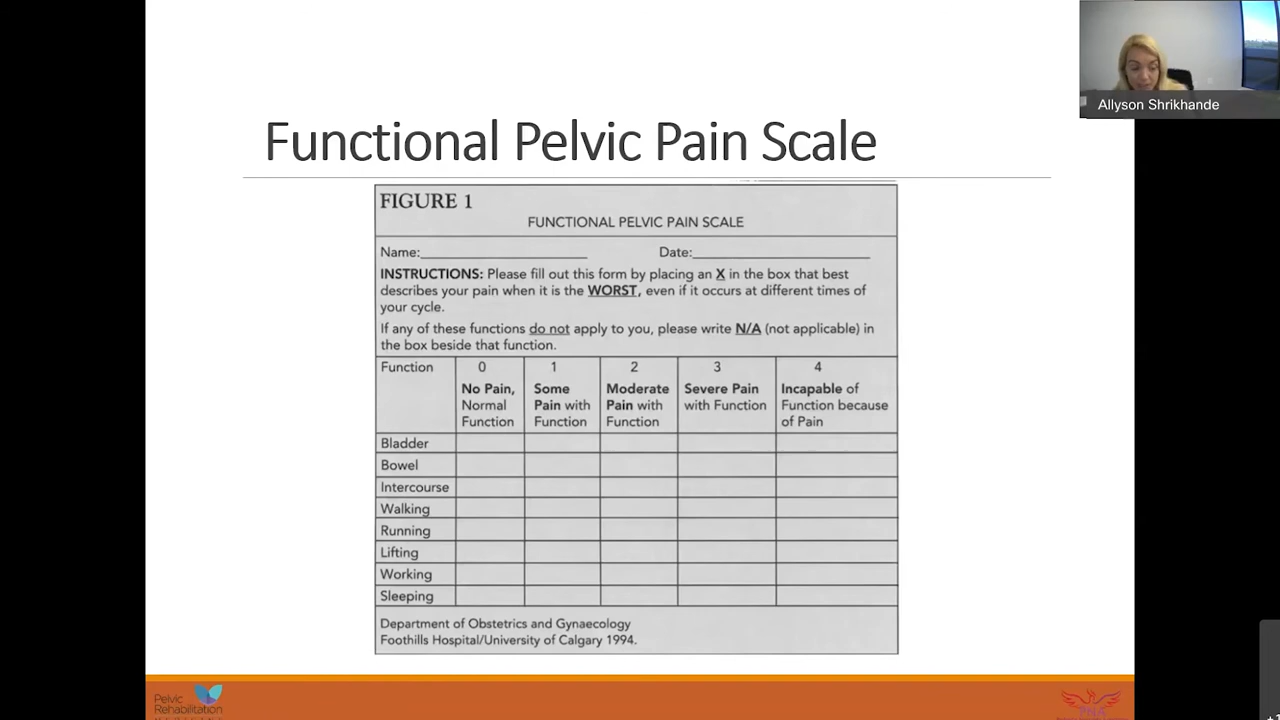 Allyson Shrikhande
Functional Pelvic Pain Scale
FIGURE 1
FUNCTIONAL PELVIC PAIN SCALE
Name:____________________ Date:____________________
INSTRUCTIONS: Please fill out this form by placing an X in the box that best
describes your pain when it is the WORST, even if it occurs at different times of
your cycle.
If any of these functions do not apply to you, please write N/A (not applicable) in
the box beside that function.
Function 0 1 2 3 4
No Pain, Some Moderate Severe Pain Incapable of
Normal Pain with Pain with with Function Function because
Function Function Function of Pain
Bladder
Bowel
Intercourse
Walking
Running
Lifting
Working
Sleeping
Department of Obstetrics and Gynaecology
Foothills Hospital/University of Calgary 1994.
Pelvic
Rehabilitation